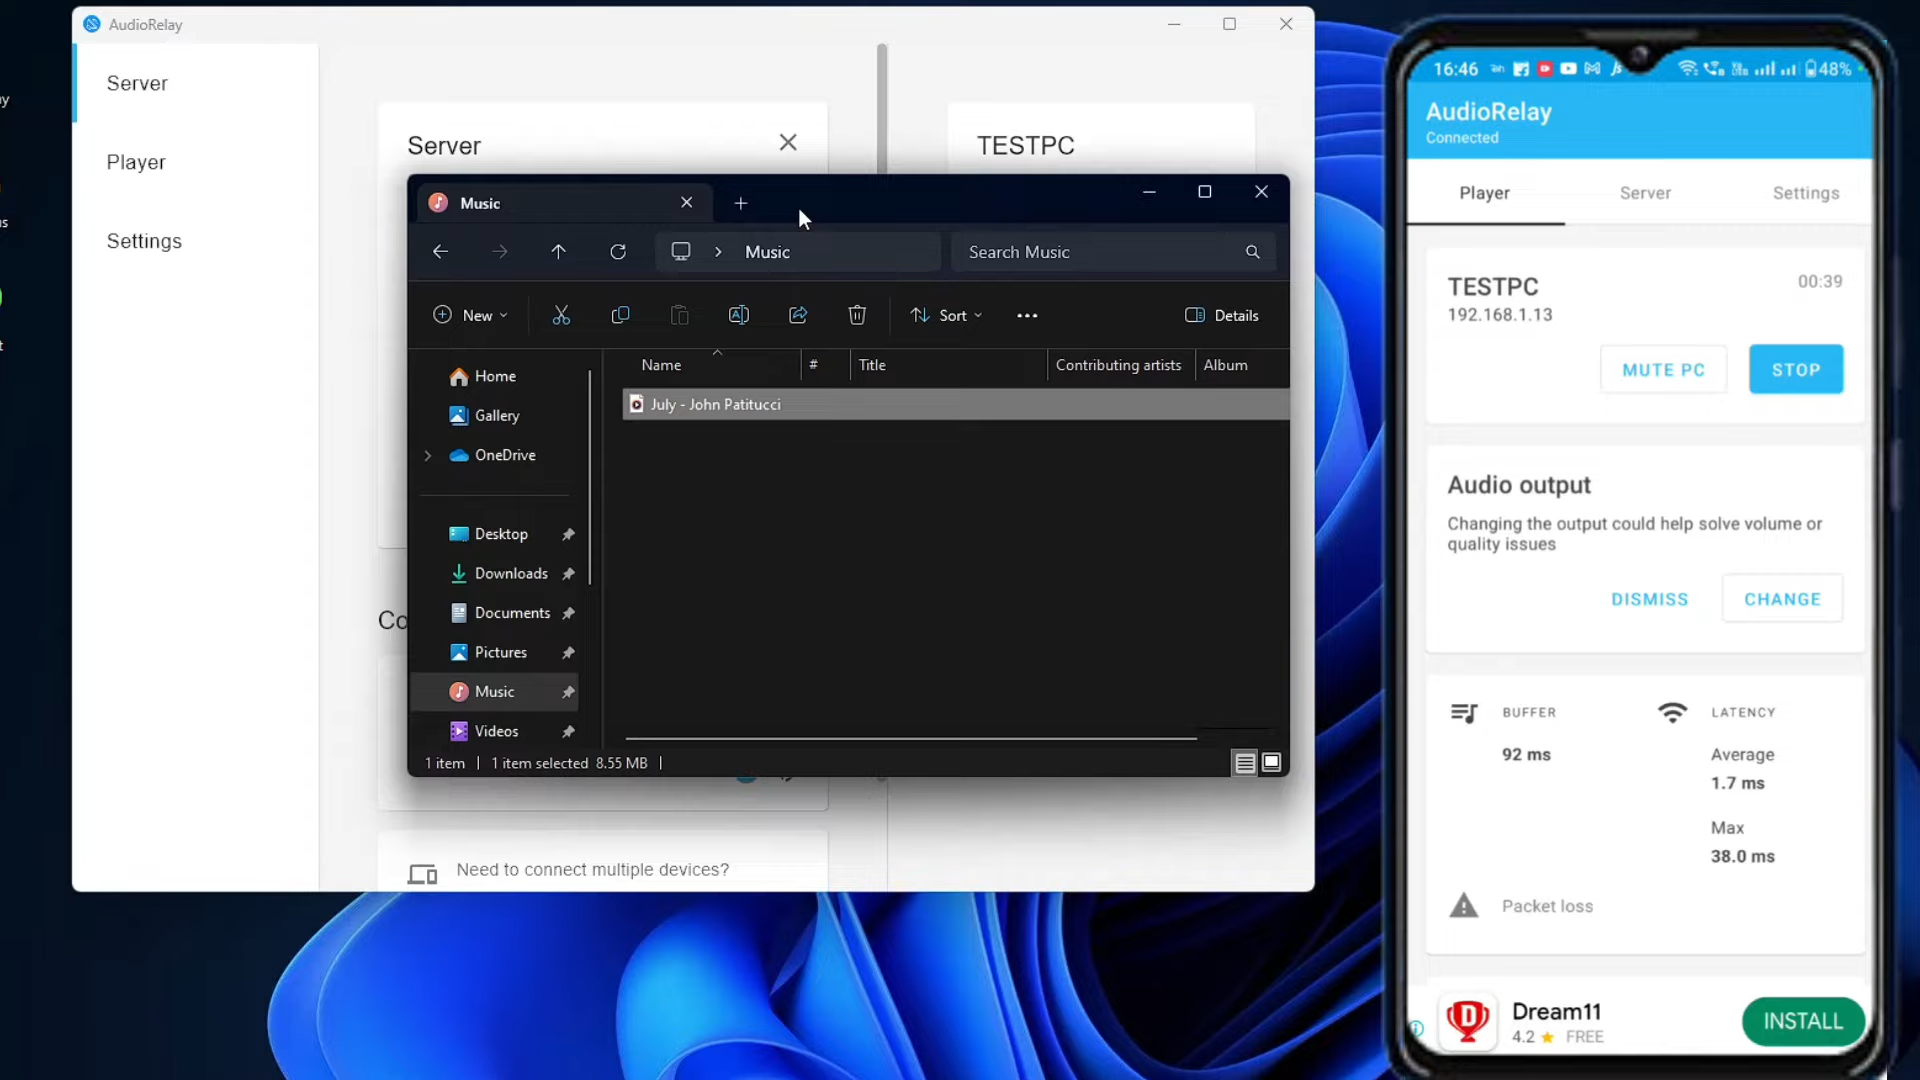 AudioRelay
Server
Player
Settings
Server
TESTPC
Co
Need to connect multiple devices?
Music
Music
Search Music
New
Sort
Details
Home
Gallery
OneDrive
Desktop
Downloads
Documents
Pictures
Music
Videos
Name # Title Contributing artists Album
July - John Patitucci
1 item | 1 item selected 8.55 MB |
ay
us
t
16:46 48%
AudioRelay
Connected
Player Server Settings
TESTPC 00:39
192.168.1.13
MUTE PC STOP
Audio output
Changing the output could help solve volume or
quality issues
DISMISS CHANGE
BUFFER LATENCY
92 ms Average
1.7 ms
Max
38.0 ms
Packet loss
Dream11
4.2 ★ FREE
INSTALL